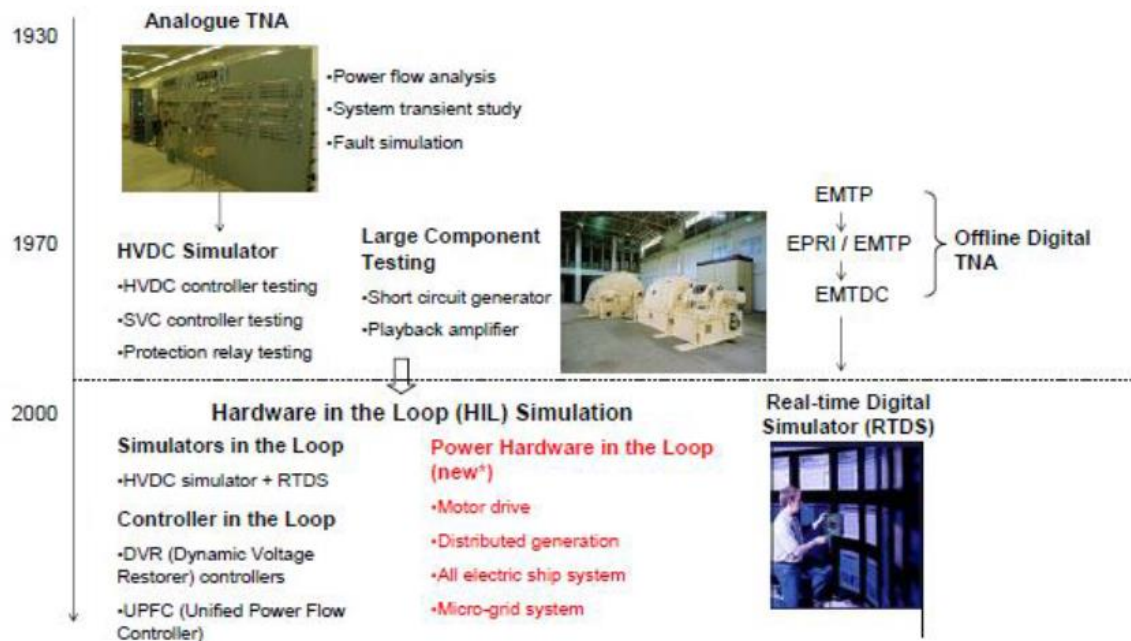 1930
Analogue TNA
•Power flow analysis
•System transient study
•Fault simulation
1970
HVDC Simulator
•HVDC controller testing
•SVC controller testing
•Protection relay testing
Large Component
Testing
•Short circuit generator
•Playback amplifier
EMTP
EPRI / EMTP
EMTDC
Offline Digital
TNA
2000
Hardware in the Loop (HIL) Simulation
Simulators in the Loop
•HVDC simulator + RTDS
Controller in the Loop
•DVR (Dynamic Voltage
Restorer) controllers
•UPFC (Unified Power Flow
Controller)
Power Hardware in the Loop
(new*)
•Motor drive
•Distributed generation
•All electric ship system
•Micro-grid system
Real-time Digital
Simulator (RTDS)